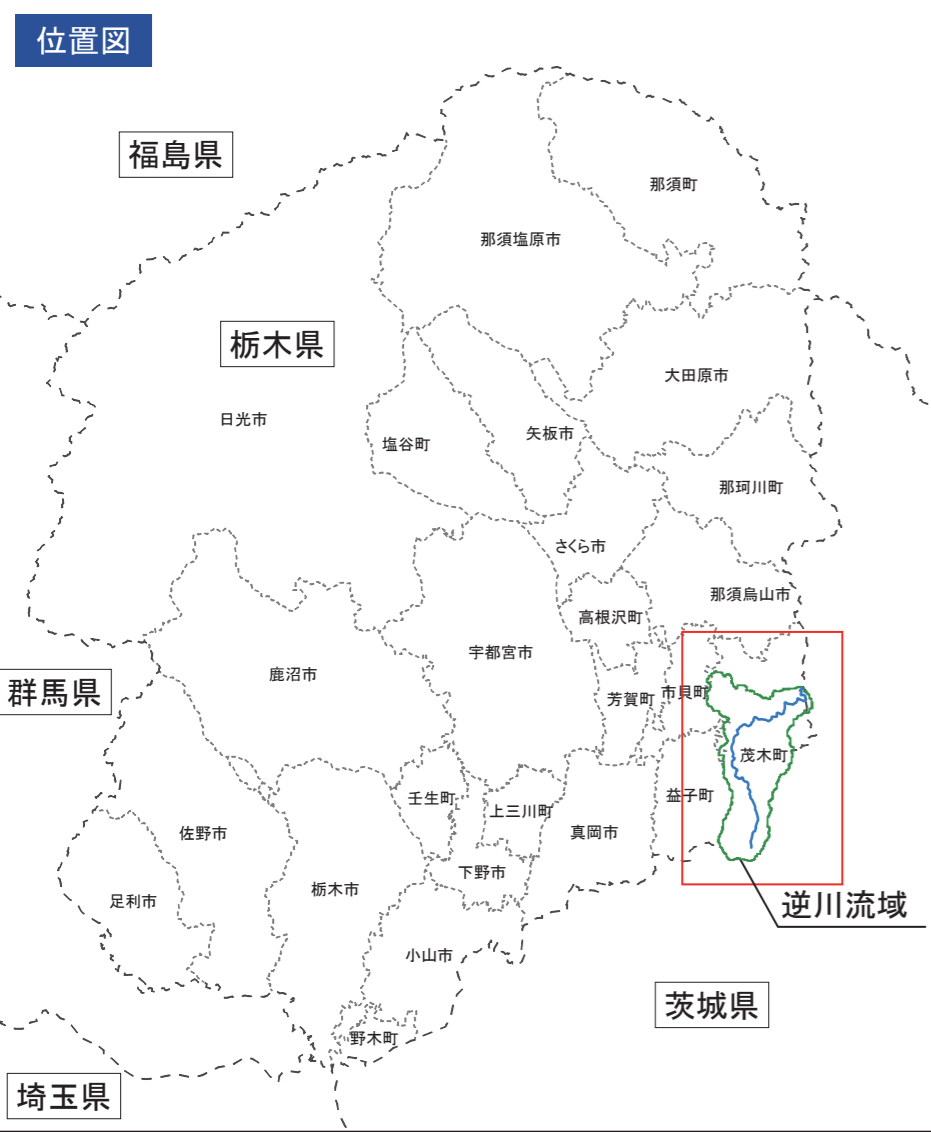 位置図
福島県
那須町
那須塩原市
栃木県
大田原市
日光市
矢板市
塩谷町
那珂川町
さくら市
那須烏山市
高根沢町
宇都宮市
鹿沼市
群馬県
芳賀町
市貝町
茂木町
益子町
壬生町
上三川町
真岡市
佐野市
下野市
栃木市
足利市
逆川流域
小山市
茨城県
野木町
埼玉県